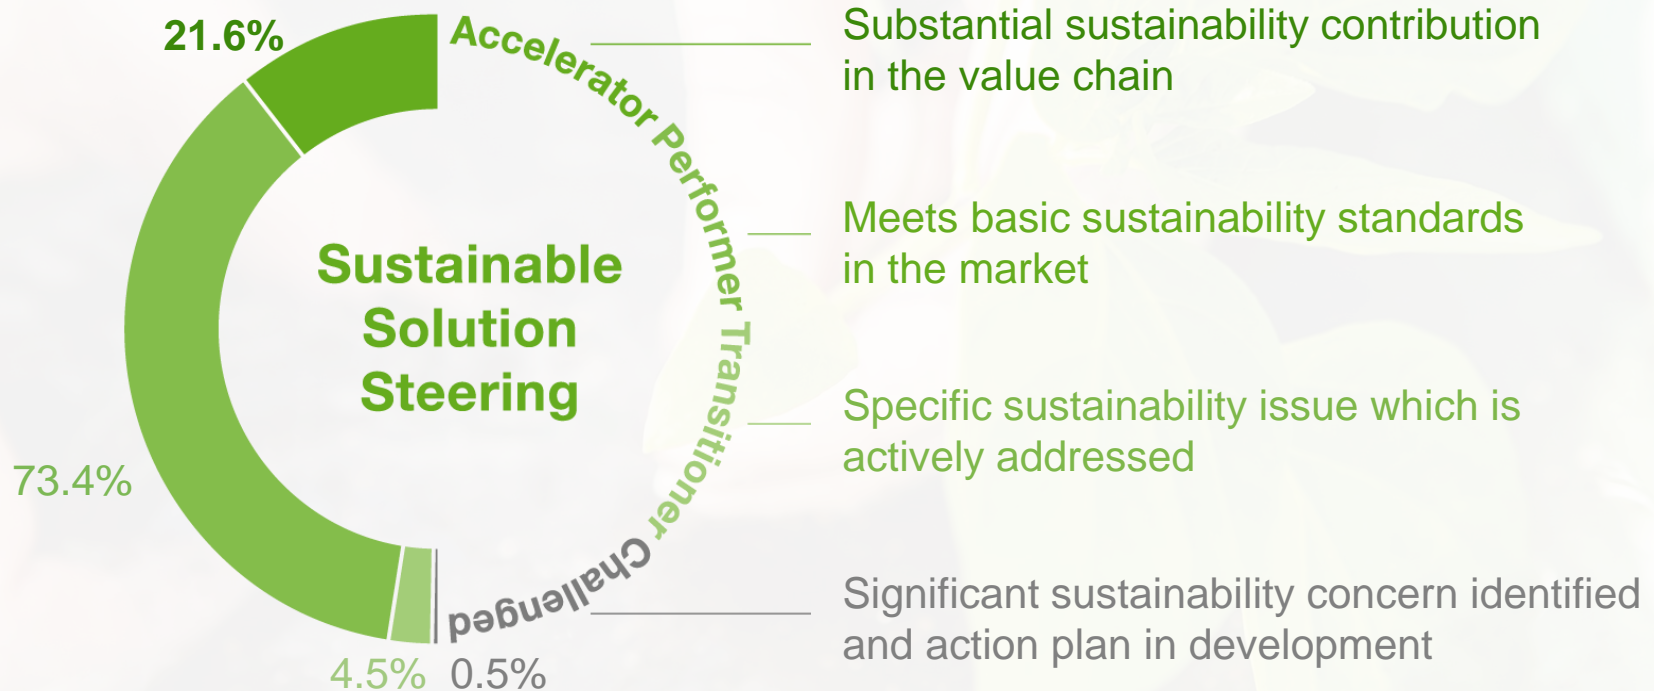 21.6%
Accelerator
Substantial sustainability contribution
in the value chain
Performer
Meets basic sustainability standards
in the market
Sustainable
Solution
Steering
Transitioner
Specific sustainability issue which is
actively addressed
73.4%
Challenged
Significant sustainability concern identified
and action plan in development
4.5%
0.5%